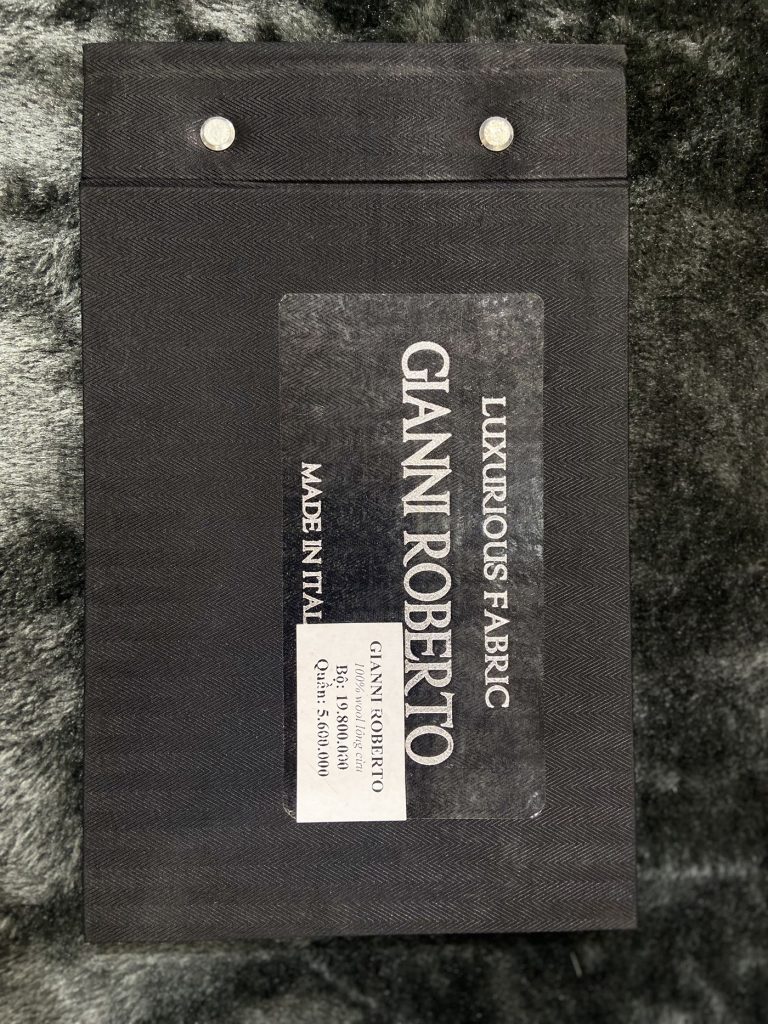 LUXURIOUS FABRIC
GIANNI ROBERTO
MADE IN ITAL
GIANNI ROBERTO
100% wool lông cừu
Bộ: 19.800.000
Quần: 5.600.000